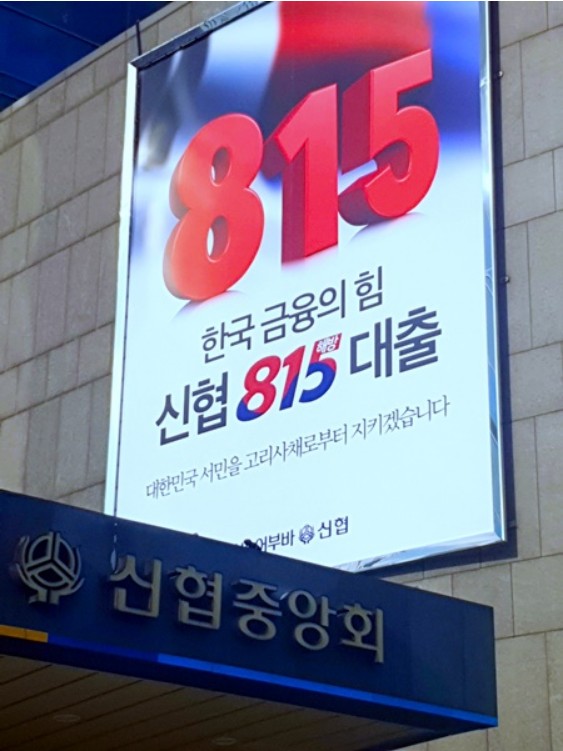 815
한국 금융의 힘
신협 815 해방 대출
대한민국 서민을 고리사채로부터 지키겠습니다
어부바 신협
신협중앙회